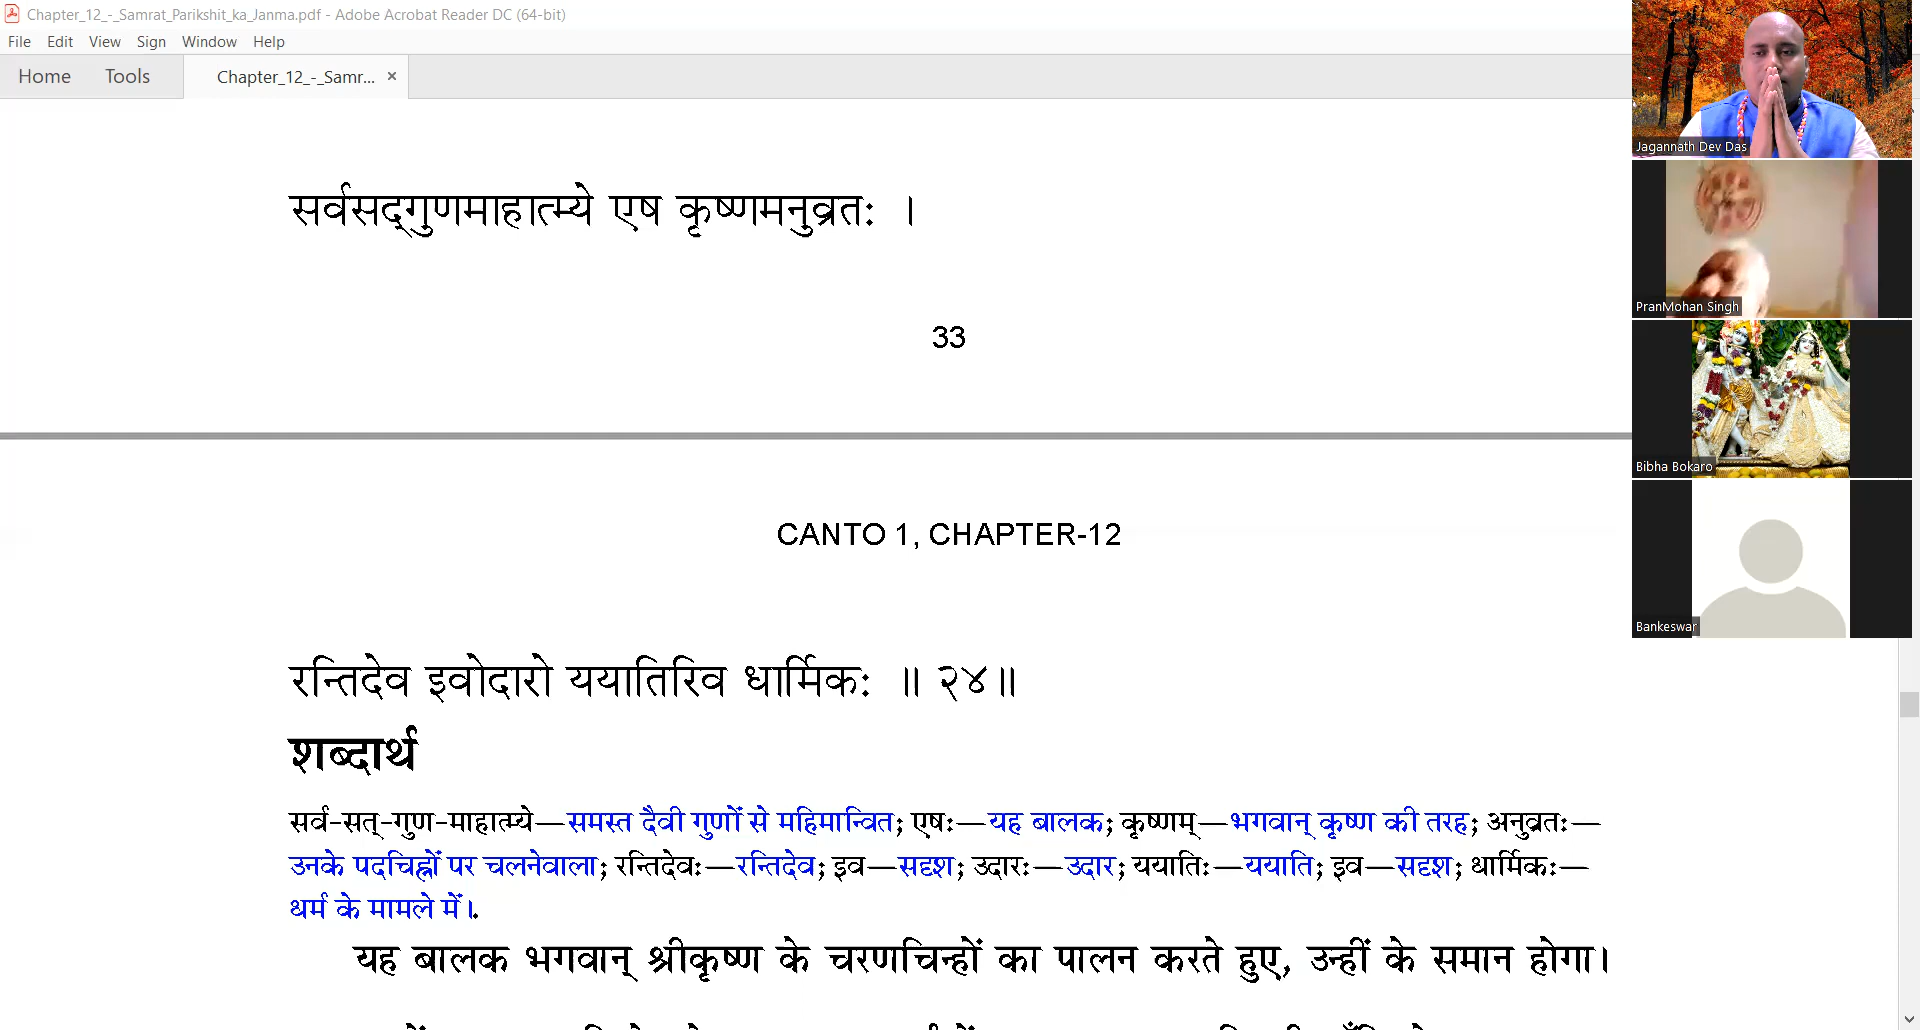 Chapter_12_-_Samrat_Parikshit_ka_Janma.pdf - Adobe Acrobat Reader DC (64-bit)
File Edit View Sign Window Help
Home Tools Chapter_12_-_Samr... ×
सर्वसद्‌गुणमाहात्म्ये एष कृष्णमनुव्रतः ।
33
CANTO 1, CHAPTER-12
रन्तिदेव इवोदारो ययातिरिव धार्मिकः ॥ २४॥
शब्दार्थ
सर्व-सत्-गुण-माहात्म्ये—समस्त दैवी गुणों से महिमान्वित; एषः—यह बालक; कृष्णम्—भगवान् कृष्ण की तरह; अनुव्रतः—
उनके पदचिह्नों पर चलनेवाला; रन्तिदेवः—रन्तिदेव; इव—सदृश; उदारः—उदार; ययातिः—ययाति; इव—सदृश; धार्मिकः—
धर्म के मामले में।.
यह बालक भगवान् श्रीकृष्ण के चरणचिन्हों का पालन करते हुए, उन्हीं के समान होगा।
Jagannath Dev Das
PranMohan Singh
Bibha Bokaro
Bankeswar